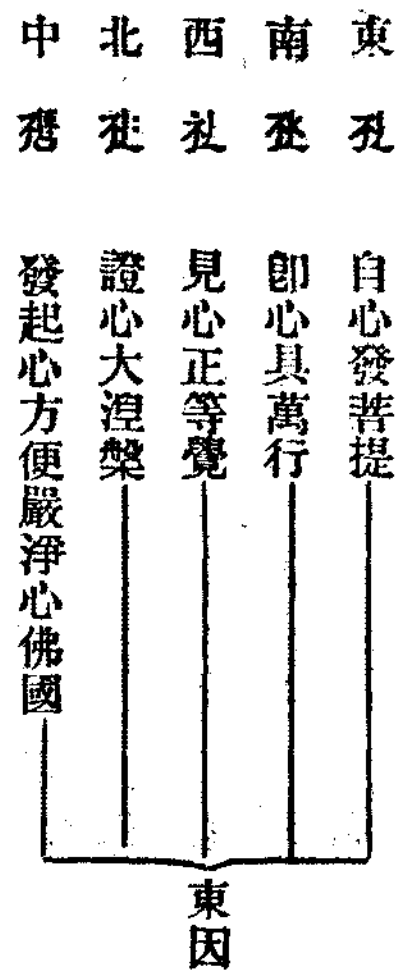 東　自心發菩提
南　卽心具萬行
西　見心正等覺
北　證心大涅槃
中　發起心方便嚴淨心佛國
東因